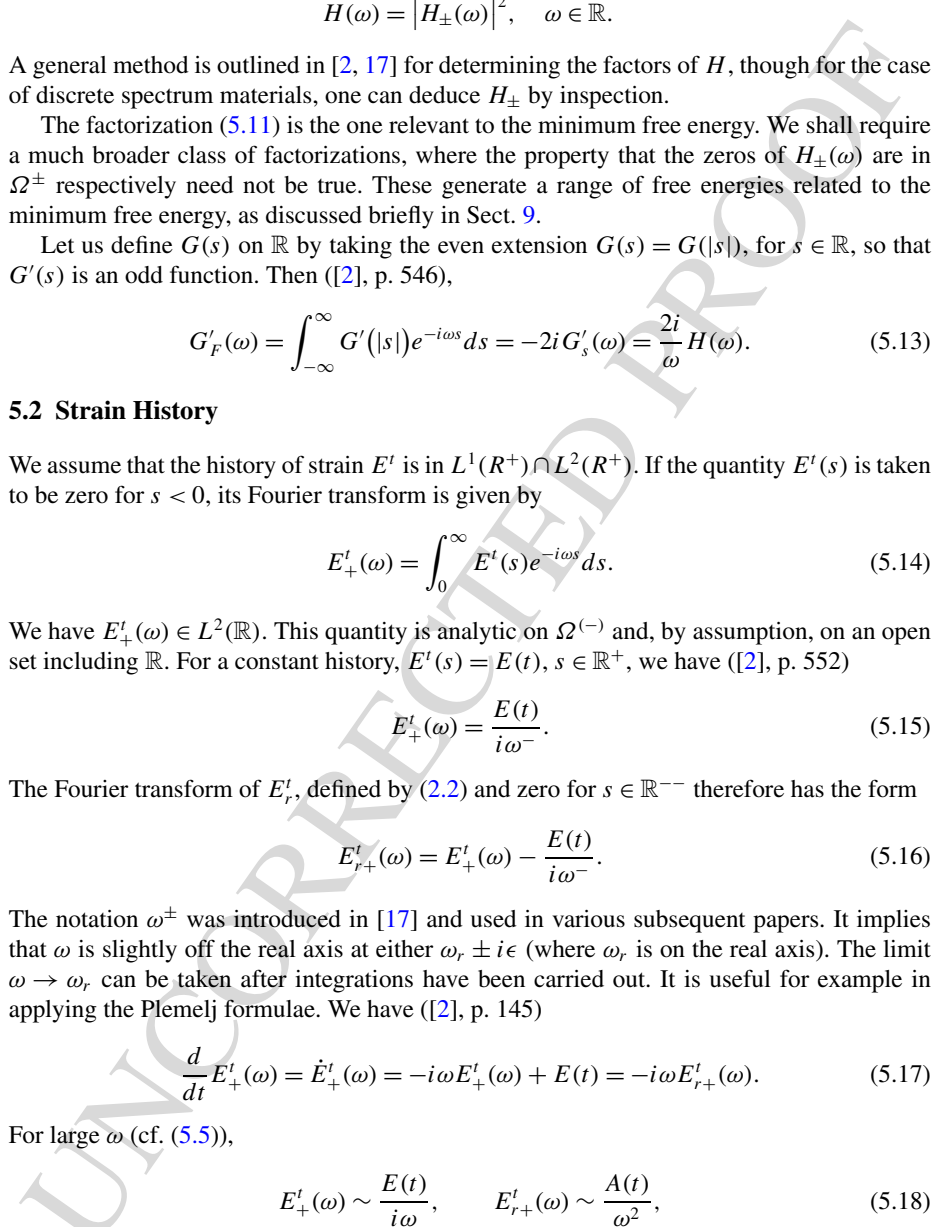 H(ω) = |H±(ω)|², ω ∈ ℝ.
A general method is outlined in [2, 17] for determining the factors of H, though for the case
of discrete spectrum materials, one can deduce H± by inspection.
The factorization (5.11) is the one relevant to the minimum free energy. We shall require
a much broader class of factorizations, where the property that the zeros of H±(ω) are in
Ω± respectively need not be true. These generate a range of free energies related to the
minimum free energy, as discussed briefly in Sect. 9.
Let us define G(s) on ℝ by taking the even extension G(s) = G(|s|), for s ∈ ℝ, so that
G′(s) is an odd function. Then ([2], p. 546),
G′_F(ω) = ∫_{−∞}^{∞} G′(|s|)e^{−iωs}ds = −2iG′_s(ω) = \frac{2i}{ω} H(ω). (5.13)
5.2 Strain History
We assume that the history of strain E^t is in L¹(R⁺)∩L²(R⁺). If the quantity E^t(s) is taken
to be zero for s < 0, its Fourier transform is given by
E^t_+(ω) = ∫_0^∞ E^t(s)e^{−iωs}ds. (5.14)
We have E^t_+(ω) ∈ L²(ℝ). This quantity is analytic on Ω^{(−)} and, by assumption, on an open
set including ℝ. For a constant history, E^t(s) = E(t), s ∈ ℝ⁺, we have ([2], p. 552)
E^t_+(ω) = \frac{E(t)}{iω^−}. (5.15)
The Fourier transform of E^t_r, defined by (2.2) and zero for s ∈ ℝ^{−−} therefore has the form
E^t_{r+}(ω) = E^t_+(ω) − \frac{E(t)}{iω^−}. (5.16)
The notation ω^± was introduced in [17] and used in various subsequent papers. It implies
that ω is slightly off the real axis at either ω_r ± iϵ (where ω_r is on the real axis). The limit
ω → ω_r can be taken after integrations have been carried out. It is useful for example in
applying the Plemelj formulae. We have ([2], p. 145)
\frac{d}{dt}E^t_+(ω) = Ė^t_+(ω) = −iωE^t_+(ω) + E(t) = −iωE^t_{r+}(ω). (5.17)
For large ω (cf. (5.5)),
E^t_+(ω) ∼ \frac{E(t)}{iω}, E^t_{r+}(ω) ∼ \frac{A(t)}{ω²}, (5.18)
UNCORRECTED PROOF